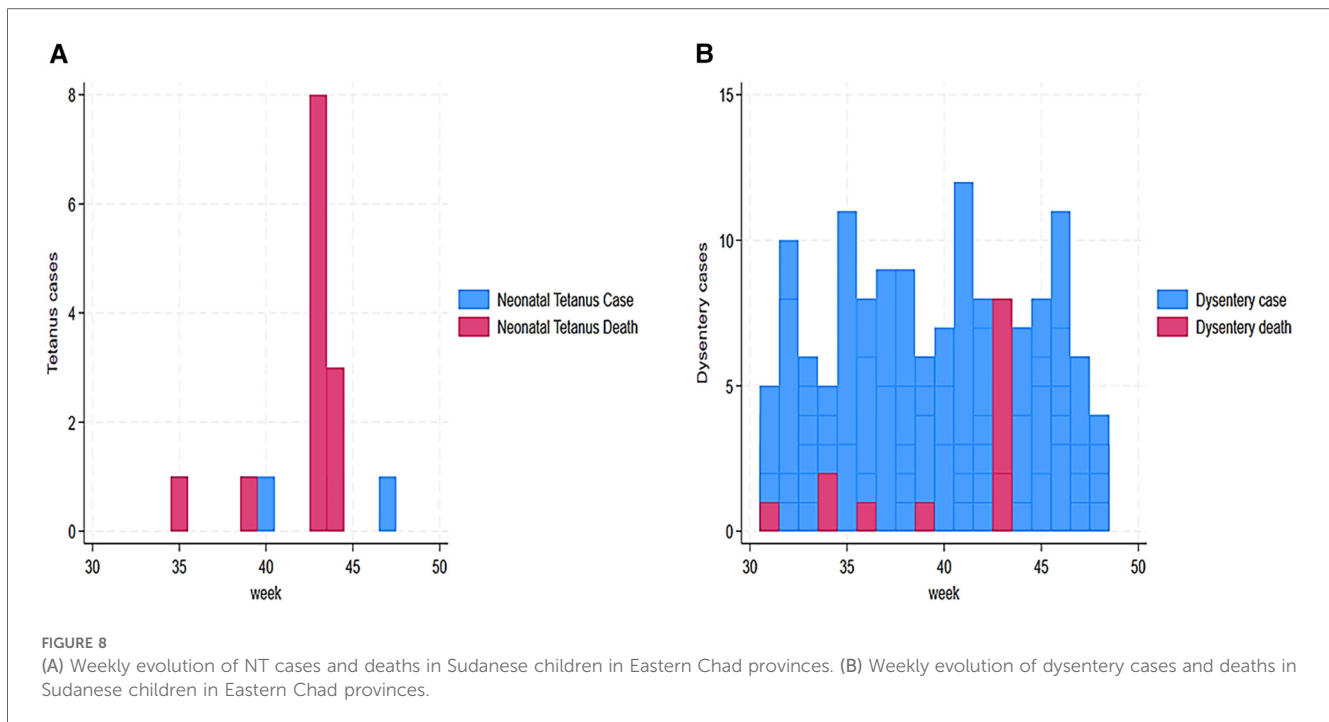 A
8
6
4
2
0
Tetanus cases
30 35 40 45 50
week
Neonatal Tetanus Case
Neonatal Tetanus Death
B
15
10
5
0
Dysentery cases
30 35 40 45 50
week
Dysentery case
Dysentery death
FIGURE 8
(A) Weekly evolution of NT cases and deaths in Sudanese children in Eastern Chad provinces. (B) Weekly evolution of dysentery cases and deaths in
Sudanese children in Eastern Chad provinces.